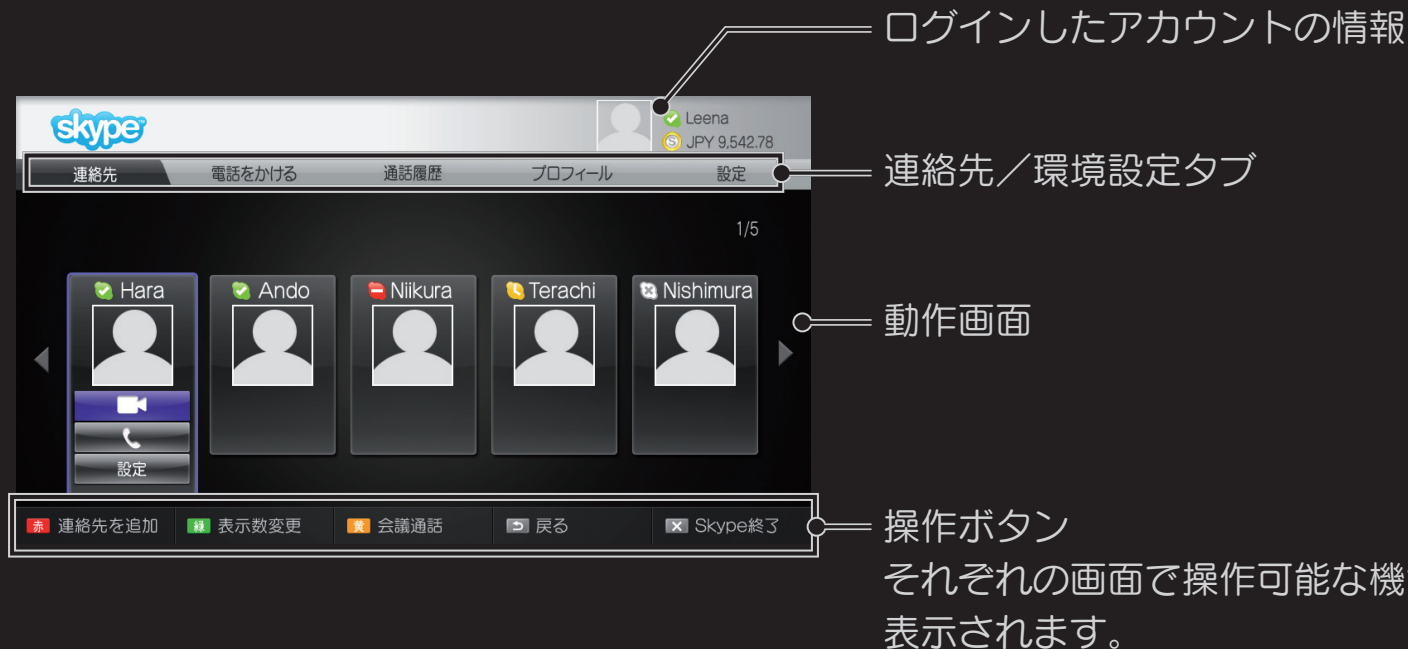 ログインしたアカウントの情報
skype
Leena
JPY 9,542.78
連絡先 電話をかける 通話履歴 プロフィール 設定
連絡先／環境設定タブ
1/5
Hara Ando Niikura Terachi Nishimura
動作画面
設定
赤 連絡先を追加 緑 表示数変更 黄 会議通話 戻る Skype終了
操作ボタン
それぞれの画面で操作可能な機
表示されます。